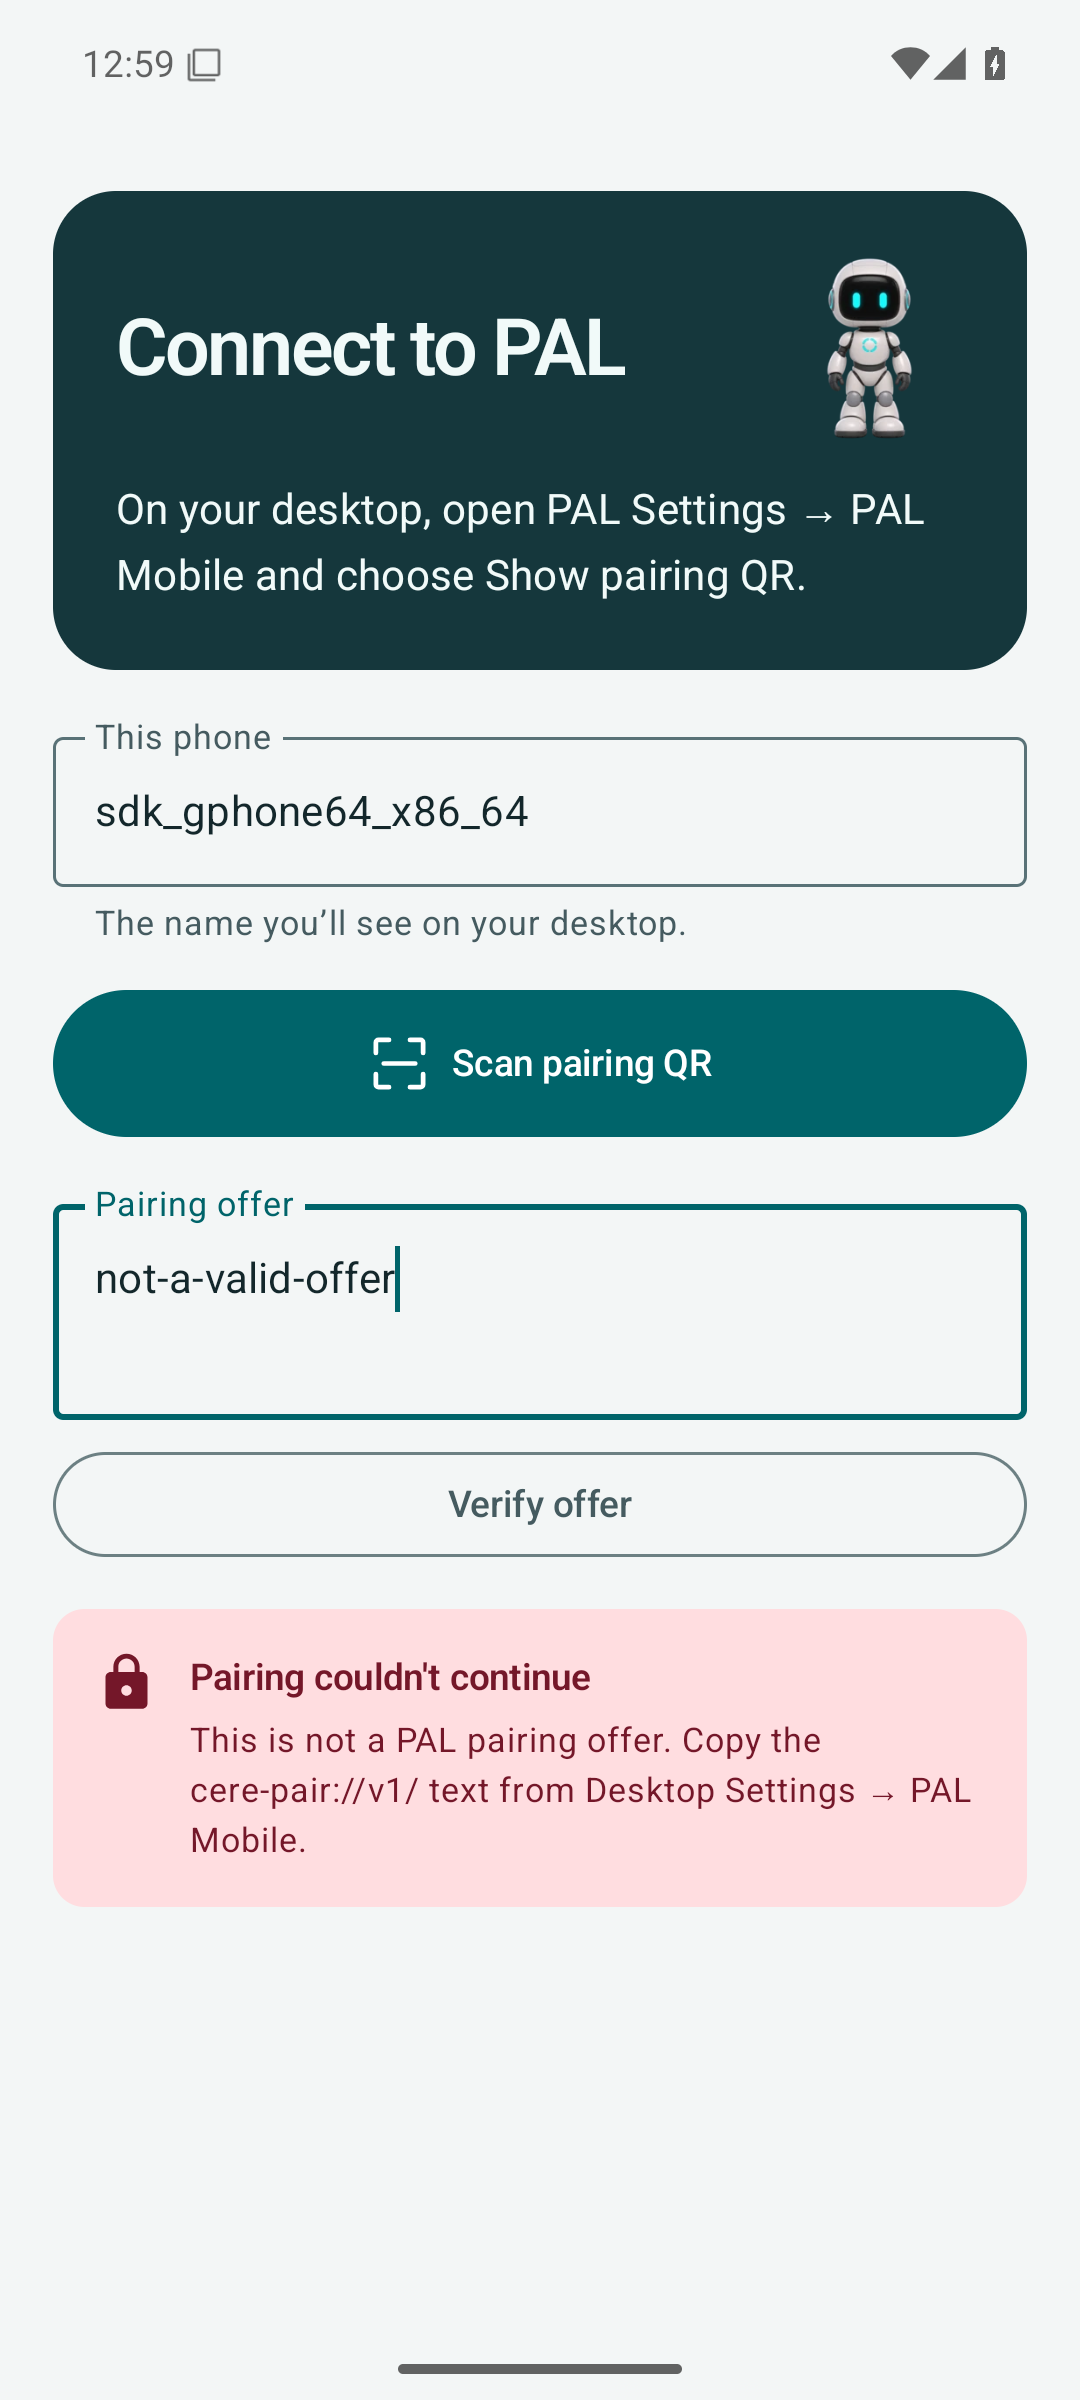 12:59
Connect to PAL
On your desktop, open PAL Settings → PAL
Mobile and choose Show pairing QR.
This phone
sdk_gphone64_x86_64
The name you’ll see on your desktop.
Scan pairing QR
Pairing offer
not-a-valid-offer
Verify offer
Pairing couldn't continue
This is not a PAL pairing offer. Copy the
cere-pair://v1/ text from Desktop Settings → PAL
Mobile.